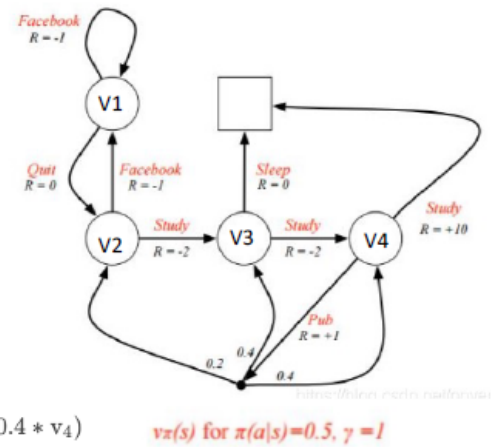 Facebook
R = -1
V1
Quit
R = 0
Facebook
R = -1
Sleep
R = 0
Study
R = +10
V2
Study
R = -2
V3
Study
R = -2
V4
Pub
R = +1
0.2
0.4
0.4
0.4 * v₄)
vπ(s) for π(a|s)=0.5, γ =1